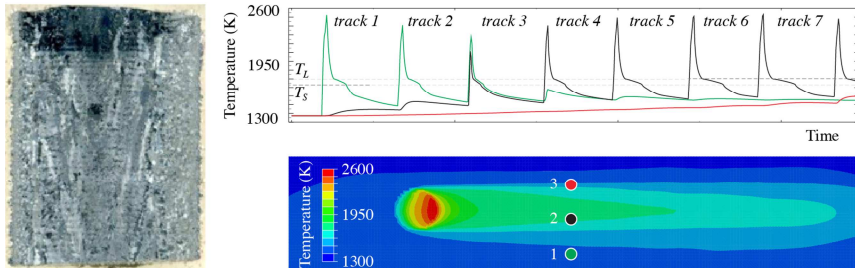 2600
1950
1300
Temperature (K)
T_L
T_S
track 1 track 2 track 3 track 4 track 5 track 6 track 7
Time
Temperature (K)
2600
1950
1300
3
2
1